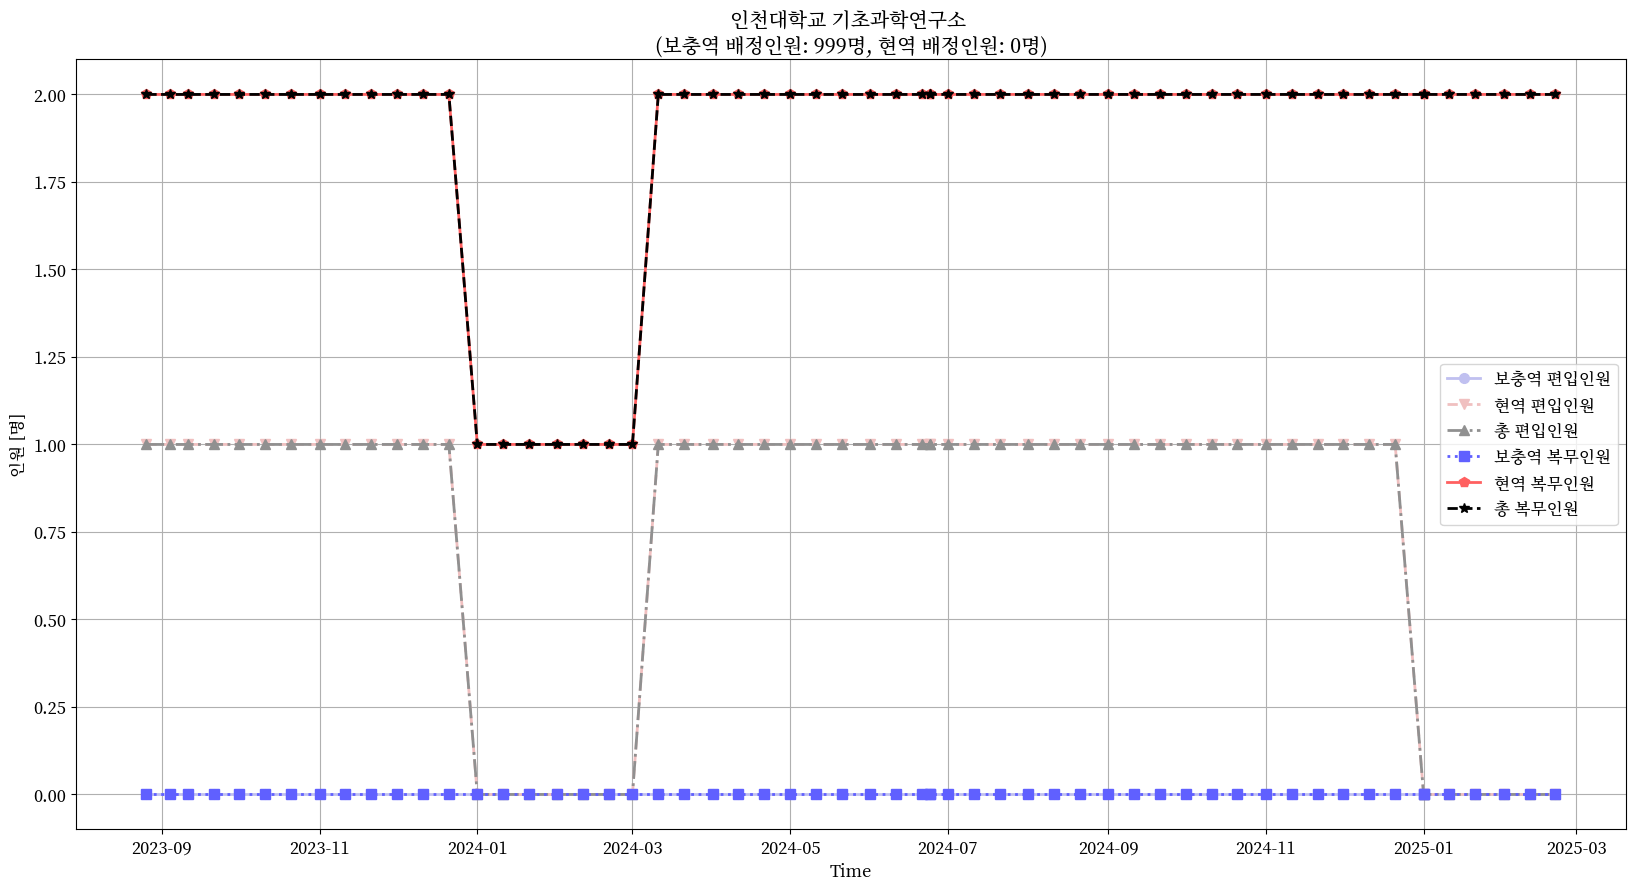 인천대학교 기초과학연구소
(보충역 배정인원: 999명, 현역 배정인원: 0명)
2.00
1.75
1.50
1.25
1.00
0.75
0.50
0.25
0.00
인원 [명]
보충역 편입인원
현역 편입인원
총 편입인원
보충역 복무인원
현역 복무인원
총 복무인원
2023-09
2023-11
2024-01
2024-03
2024-05
2024-07
2024-09
2024-11
2025-01
2025-03
Time